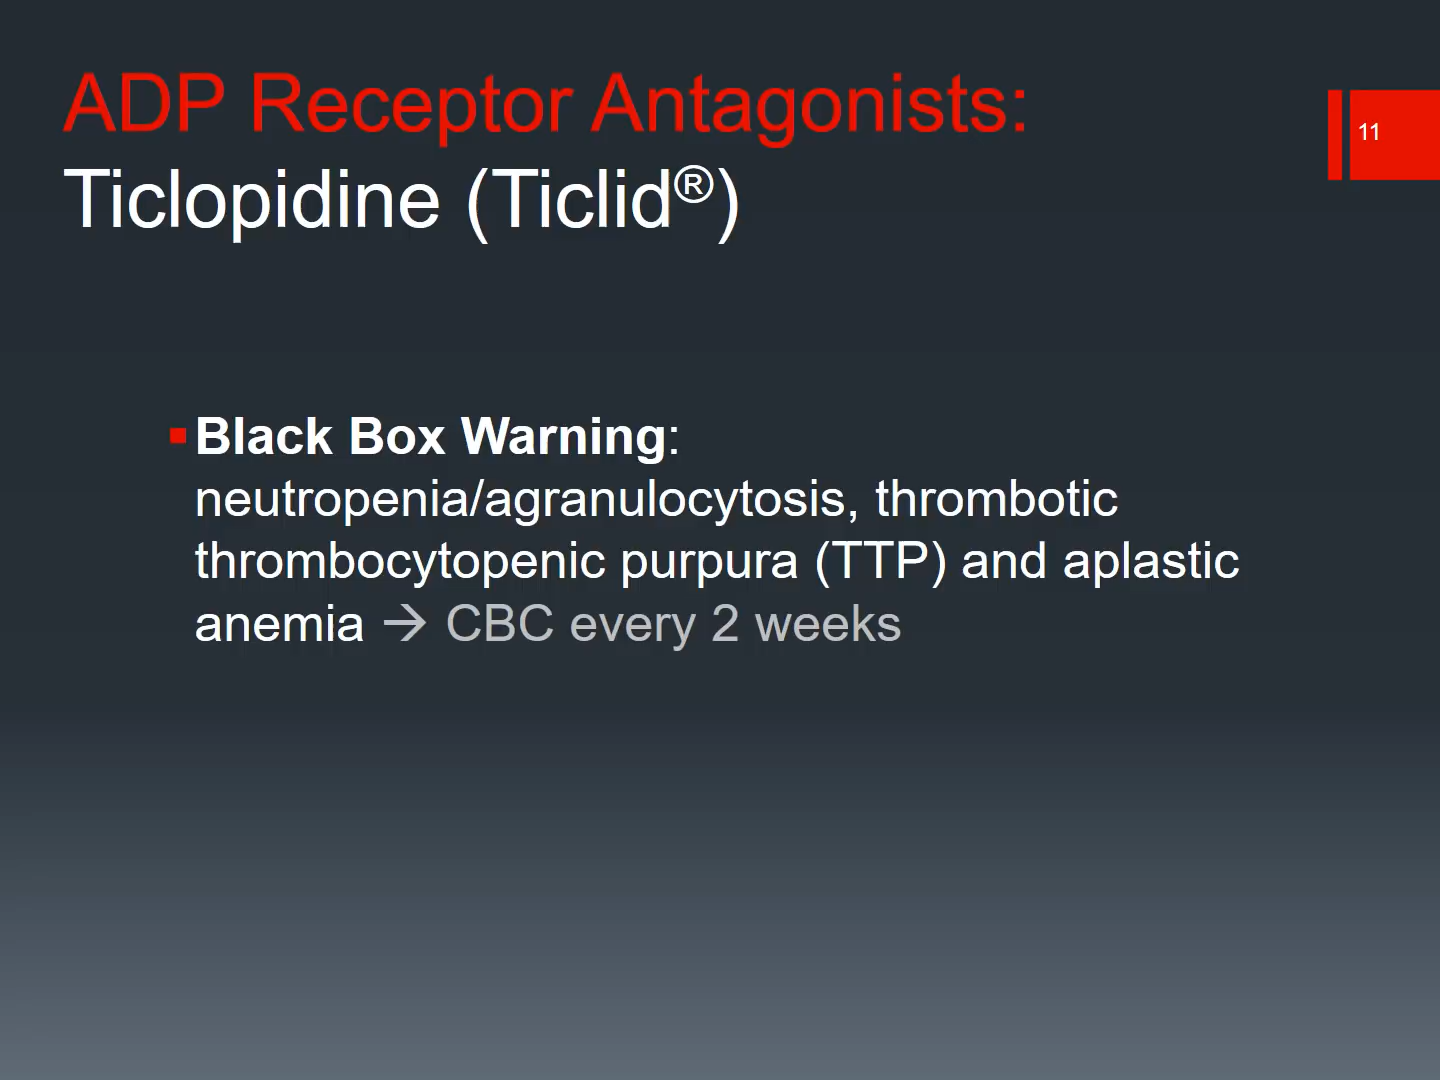 ADP Receptor Antagonists:
Ticlopidine (Ticlid®)
11
▪Black Box Warning:
neutropenia/agranulocytosis, thrombotic
thrombocytopenic purpura (TTP) and aplastic
anemia → CBC every 2 weeks